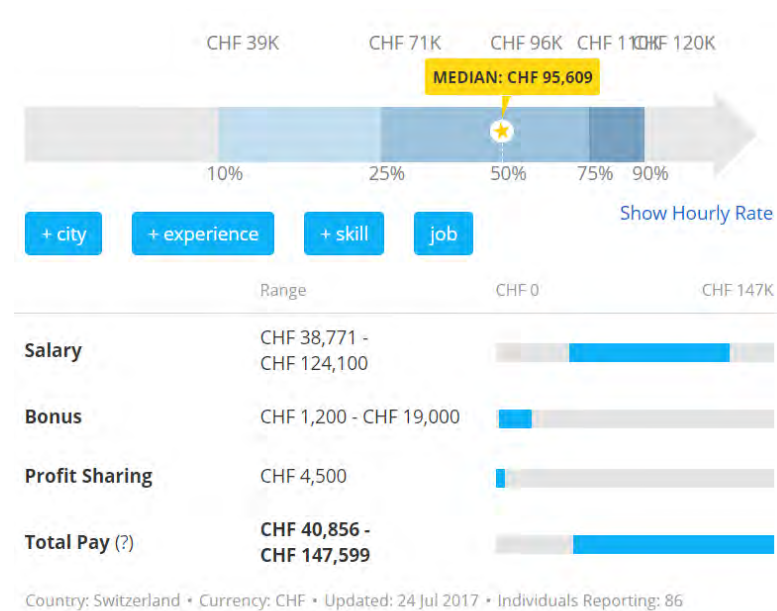 CHF 39K CHF 71K CHF 96K CHF 110K CHF 120K
MEDIAN: CHF 95,609
10% 25% 50% 75% 90%
Show Hourly Rate
+ city + experience + skill job
Range CHF 0 CHF 147K
Salary CHF 38,771 -
CHF 124,100
Bonus CHF 1,200 - CHF 19,000
Profit Sharing CHF 4,500
Total Pay (?) CHF 40,856 -
CHF 147,599
Country: Switzerland • Currency: CHF • Updated: 24 Jul 2017 • Individuals Reporting: 86